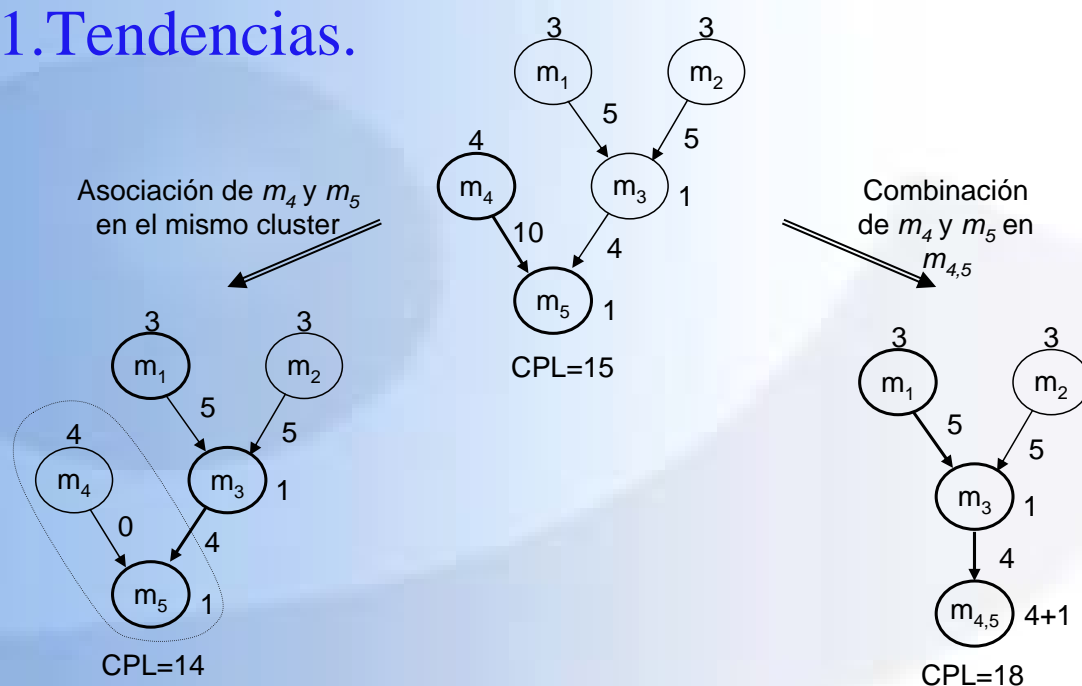 1.Tendencias.
3
3
m1
m2
5
5
4
m4
m3
1
10
4
m5
1
CPL=15
Asociación de m4 y m5
en el mismo cluster
Combinación
de m4 y m5 en
m4,5
3
3
m1
m2
5
5
4
m4
m3
1
0
4
m5
1
CPL=14
3
3
m1
m2
5
5
m3
1
4
m4,5
4+1
CPL=18